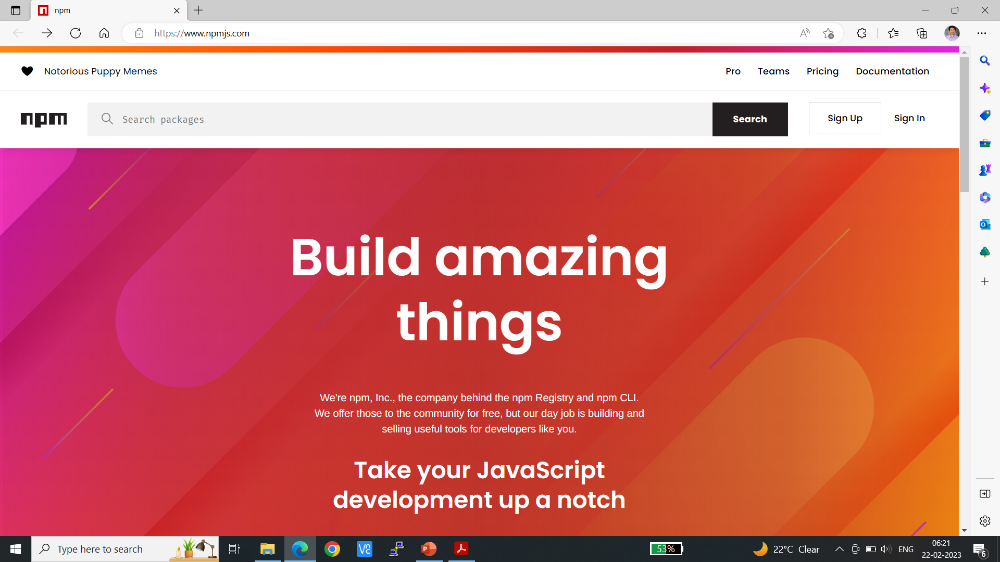 npm
https://www.npmjs.com
Notorious Puppy Memes
Pro
Teams
Pricing
Documentation
npm
Search packages
Search
Sign Up
Sign In
Build amazing
things
We're npm, Inc., the company behind the npm Registry and npm CLI.
We offer those to the community for free, but our day job is building and
selling useful tools for developers like you.
Take your JavaScript
development up a notch
Type here to search
53%
22°C Clear
ENG
06:21
22-02-2023
6